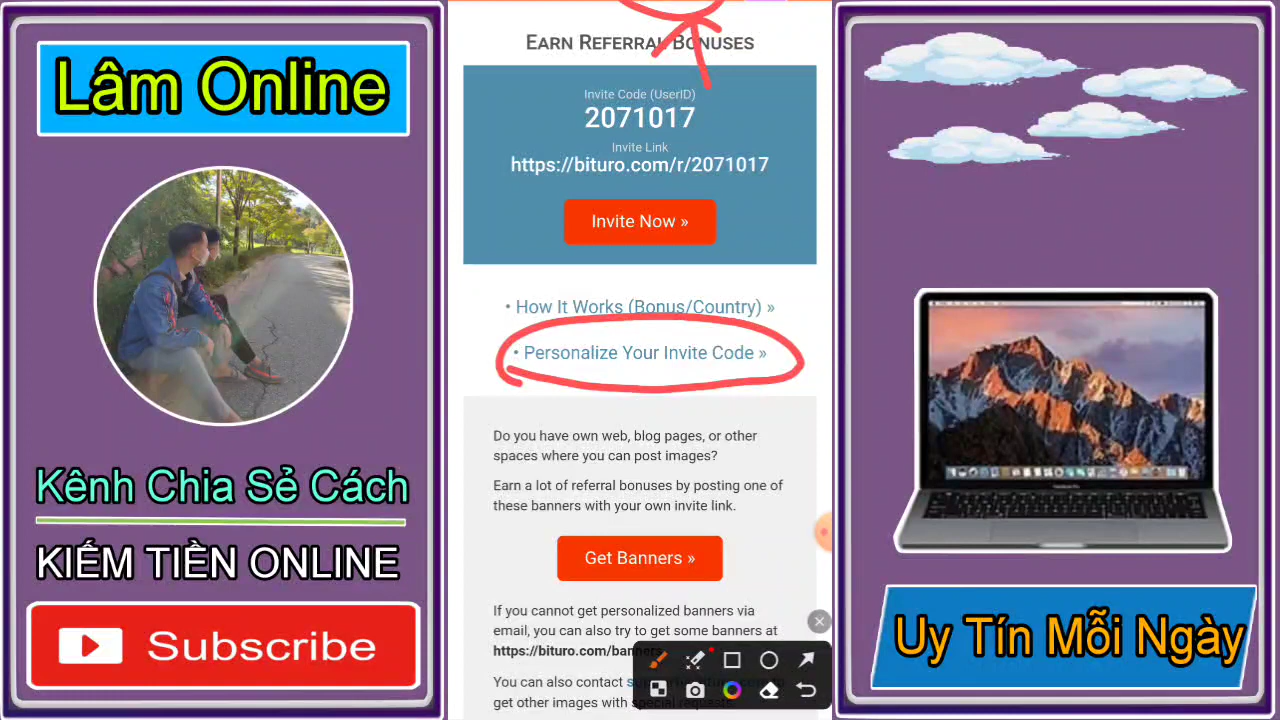 Lâm Online
Kênh Chia Sẻ Cách
KIẾM TIỀN ONLINE
Subscribe
EARN REFERRAL BONUSES
Invite Code (UserID)
2071017
Invite Link
https://bituro.com/r/2071017
Invite Now »
• How It Works (Bonus/Country) »
• Personalize Your Invite Code »
Do you have own web, blog pages, or other
spaces where you can post images?
Earn a lot of referral bonuses by posting one of
these banners with your own invite link.
Get Banners »
If you cannot get personalized banners via
email, you can also try to get some banners at
https://bituro.com/banners
You can also contact
get other images with special requests
Uy Tín Mỗi Ngày